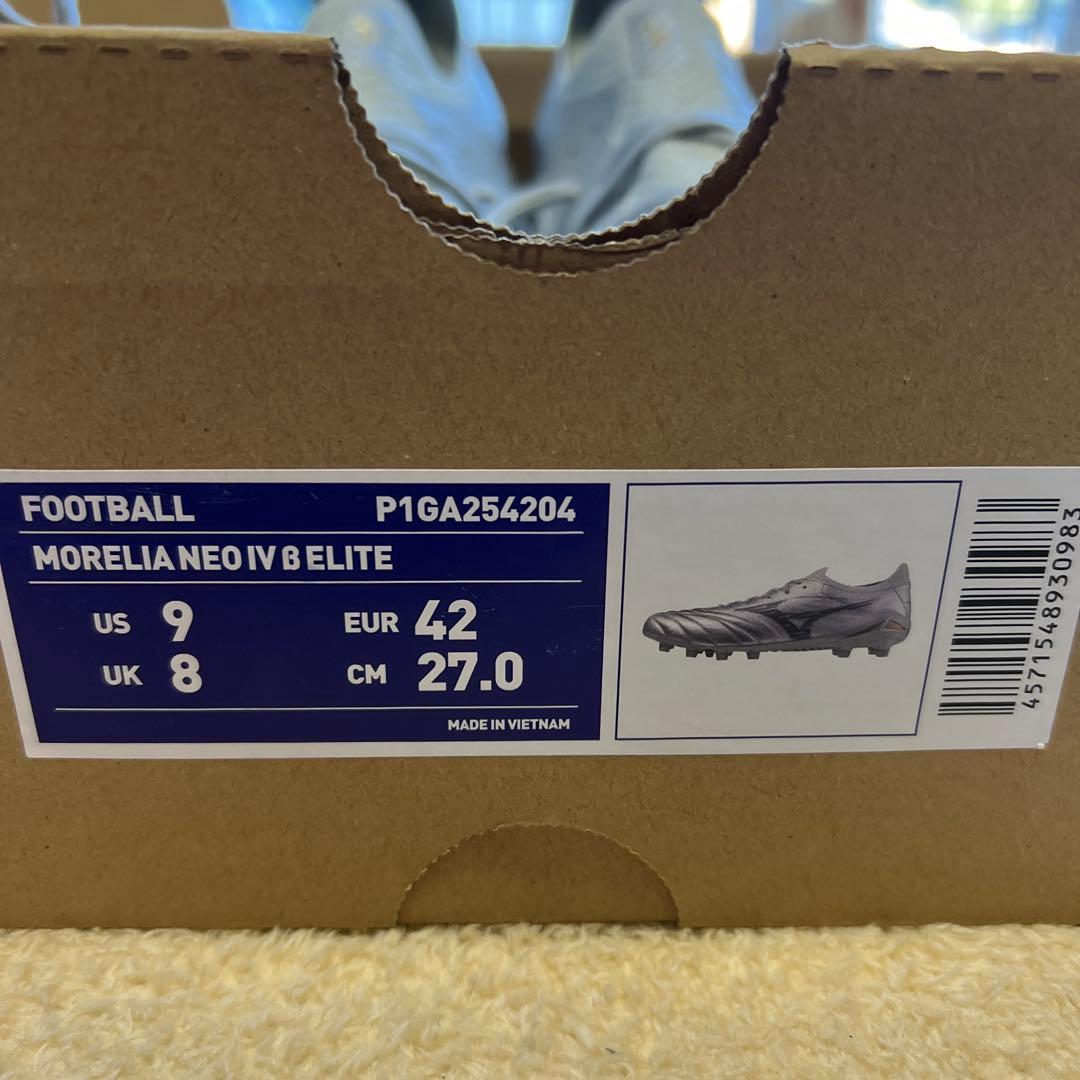 FOOTBALL P1GA254204
MORELIA NEO IV β ELITE
US 9 EUR 42
UK 8 CM 27.0
MADE IN VIETNAM
4571548930983